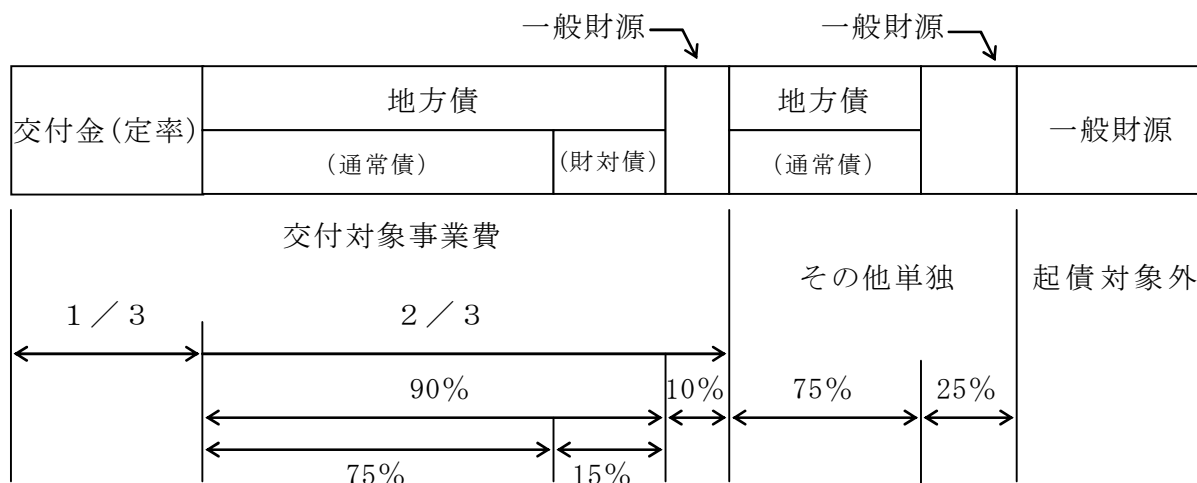 一般財源 一般財源
交付金(定率) 地方債 地方債 一般財源
(通常債) (財対債) (通常債)
交付対象事業費
その他単独 起債対象外
1/3 2/3
90% 10% 75% 25%
75% 15%